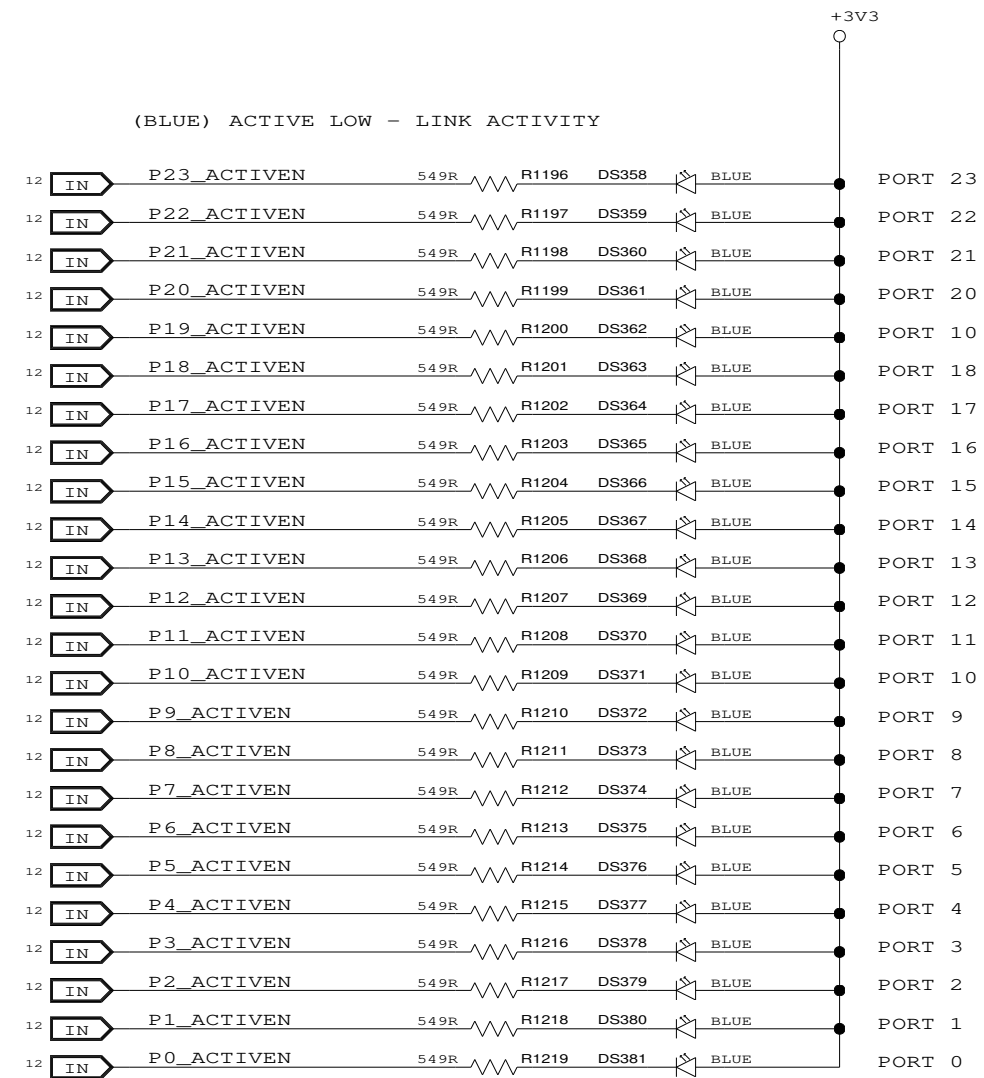 +3V3
(BLUE) ACTIVE LOW – LINK ACTIVITY
12 IN P23_ACTIVEN 549R R1196 DS358 BLUE PORT 23
12 IN P22_ACTIVEN 549R R1197 DS359 BLUE PORT 22
12 IN P21_ACTIVEN 549R R1198 DS360 BLUE PORT 21
12 IN P20_ACTIVEN 549R R1199 DS361 BLUE PORT 20
12 IN P19_ACTIVEN 549R R1200 DS362 BLUE PORT 10
12 IN P18_ACTIVEN 549R R1201 DS363 BLUE PORT 18
12 IN P17_ACTIVEN 549R R1202 DS364 BLUE PORT 17
12 IN P16_ACTIVEN 549R R1203 DS365 BLUE PORT 16
12 IN P15_ACTIVEN 549R R1204 DS366 BLUE PORT 15
12 IN P14_ACTIVEN 549R R1205 DS367 BLUE PORT 14
12 IN P13_ACTIVEN 549R R1206 DS368 BLUE PORT 13
12 IN P12_ACTIVEN 549R R1207 DS369 BLUE PORT 12
12 IN P11_ACTIVEN 549R R1208 DS370 BLUE PORT 11
12 IN P10_ACTIVEN 549R R1209 DS371 BLUE PORT 10
12 IN P9_ACTIVEN 549R R1210 DS372 BLUE PORT 9
12 IN P8_ACTIVEN 549R R1211 DS373 BLUE PORT 8
12 IN P7_ACTIVEN 549R R1212 DS374 BLUE PORT 7
12 IN P6_ACTIVEN 549R R1213 DS375 BLUE PORT 6
12 IN P5_ACTIVEN 549R R1214 DS376 BLUE PORT 5
12 IN P4_ACTIVEN 549R R1215 DS377 BLUE PORT 4
12 IN P3_ACTIVEN 549R R1216 DS378 BLUE PORT 3
12 IN P2_ACTIVEN 549R R1217 DS379 BLUE PORT 2
12 IN P1_ACTIVEN 549R R1218 DS380 BLUE PORT 1
12 IN P0_ACTIVEN 549R R1219 DS381 BLUE PORT 0